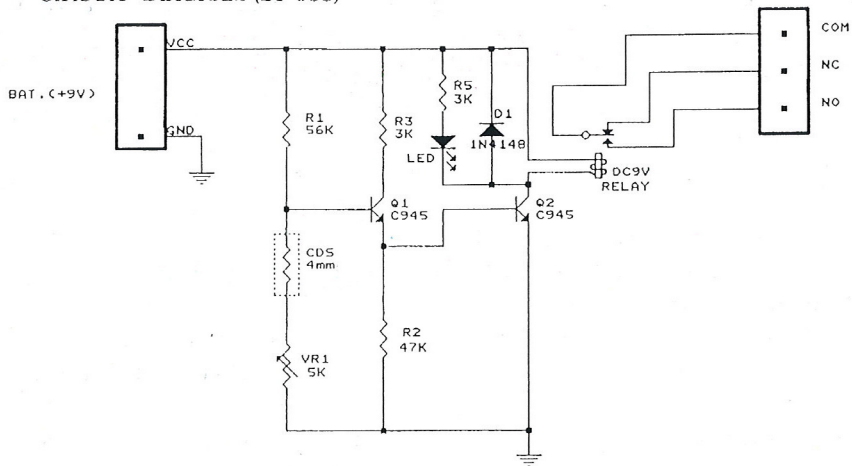 VCC
BAT.(+9V)
GND
R1
56K
R3
3K
R5
3K
LED
D1
1N4148
COM
NC
NO
DC9V
RELAY
Q1
C945
Q2
C945
CDS
4mm
R2
47K
VR1
5K